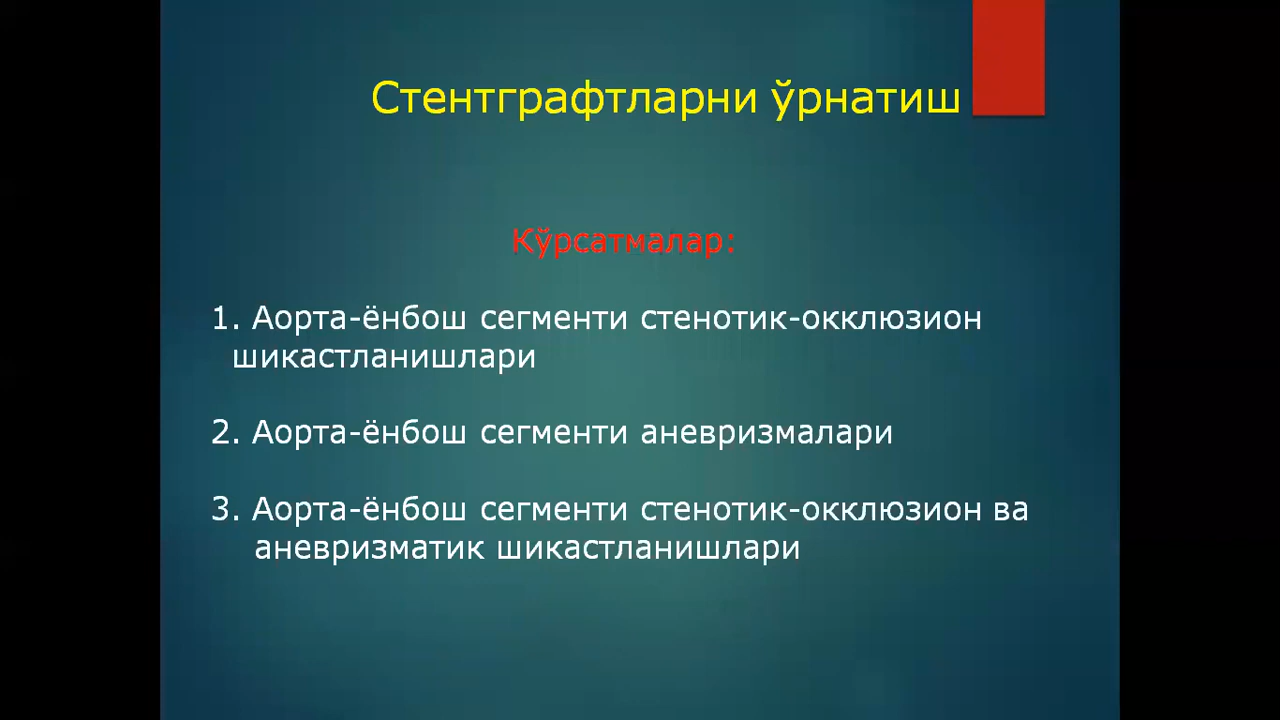 Стентграфтларни ўрнатиш
Кўрсатмалар:
1. Аорта-ёнбош сегменти стенотик-окклюзион
шикастланишлари
2. Аорта-ёнбош сегменти аневризмалари
3. Аорта-ёнбош сегменти стенотик-окклюзион ва
аневризматик шикастланишлари